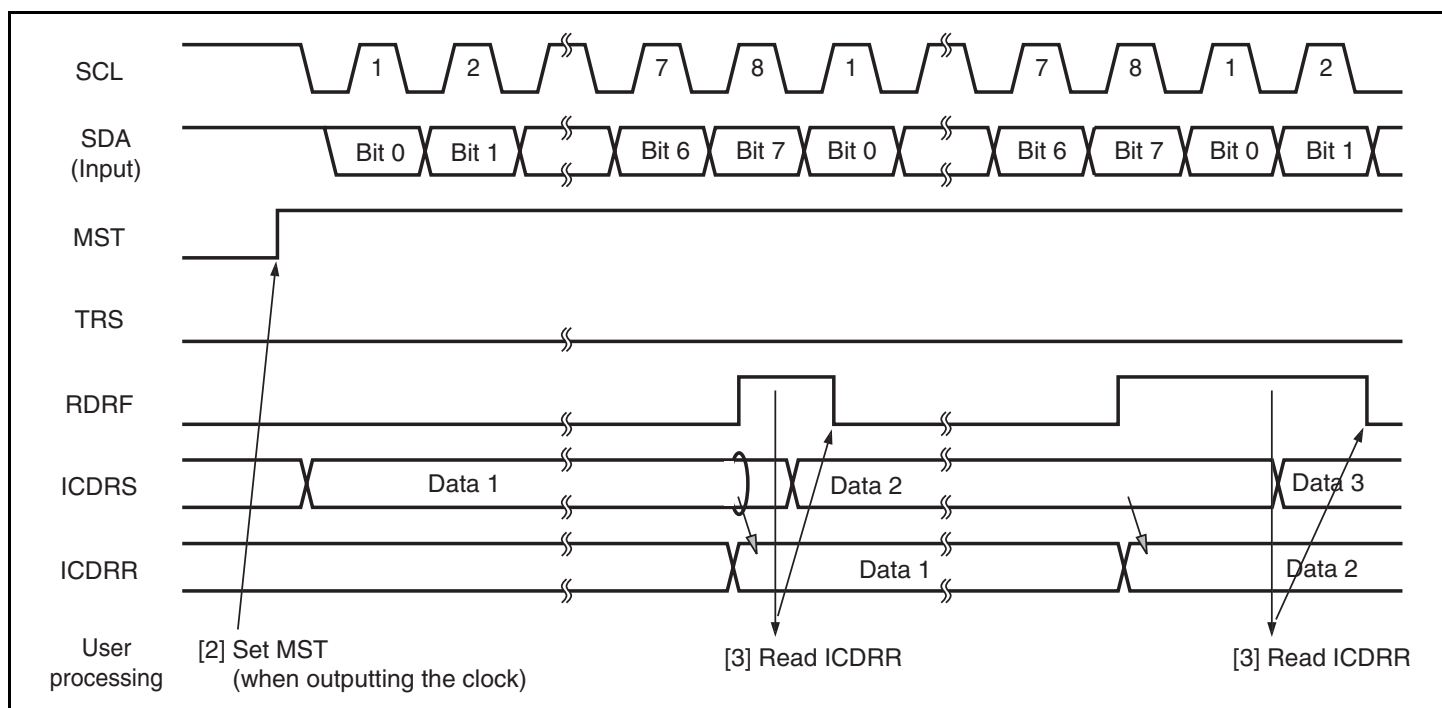 SCL 1 2 7 8 1 7 8 1 2
SDA
(Input)
Bit 0 Bit 1 Bit 6 Bit 7 Bit 0 Bit 6 Bit 7 Bit 0 Bit 1
MST
TRS
RDRF
ICDRS Data 1 Data 2 Data 3
ICDRR Data 1 Data 2
User
processing
[2] Set MST
(when outputting the clock)
[3] Read ICDRR
[3] Read ICDRR